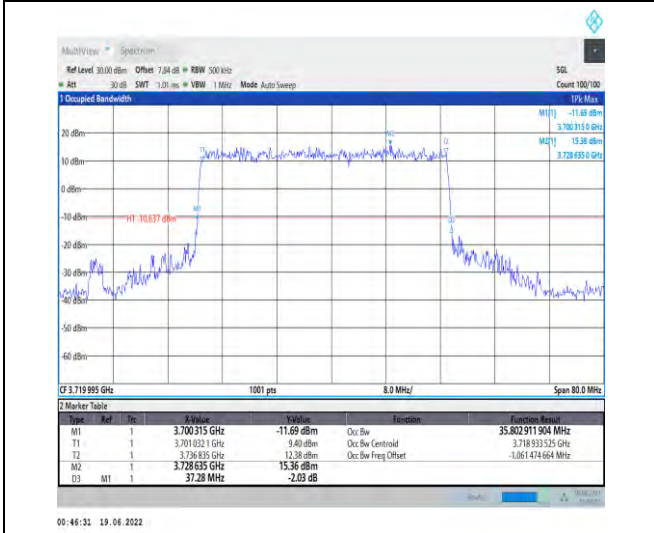 MultiView Spectrum
Ref Level 30.00 dBm Offset 7.84 dB RBW 500 kHz SGL
Att 30 dB SWT 1.01 ms VBW 1 MHz Mode Auto Sweep Count 100/100
1 Occupied Bandwidth 1Pk Max
M1[1] -11.69 dBm
3.700 315 0 GHz
M2[1] 15.36 dBm
3.728 635 0 GHz
20 dBm
T1
M2
10 dBm
0 dBm
M1
-10 dBm
H1 -10.637 dBm
-20 dBm
-30 dBm
-40 dBm
-50 dBm
-60 dBm
CF 3.719 995 GHz 1001 pts 8.0 MHz/ Span 80.0 MHz
2 Marker Table
Type Ref Trc X-Value Y-Value Function Function Result
M1 1 3.700 315 GHz -11.69 dBm Occ Bw 35.802 911 904 MHz
T1 1 3.701 032 1 GHz 9.40 dBm Occ Bw Centroid 3.718 933 525 GHz
T2 1 3.736 835 GHz 12.38 dBm Occ Bw Freq Offset -1.061 474 664 MHz
M2 1 3.728 635 GHz 15.36 dBm
D3 M1 1 37.28 MHz -2.03 dB
00:46:31 19.06.2022